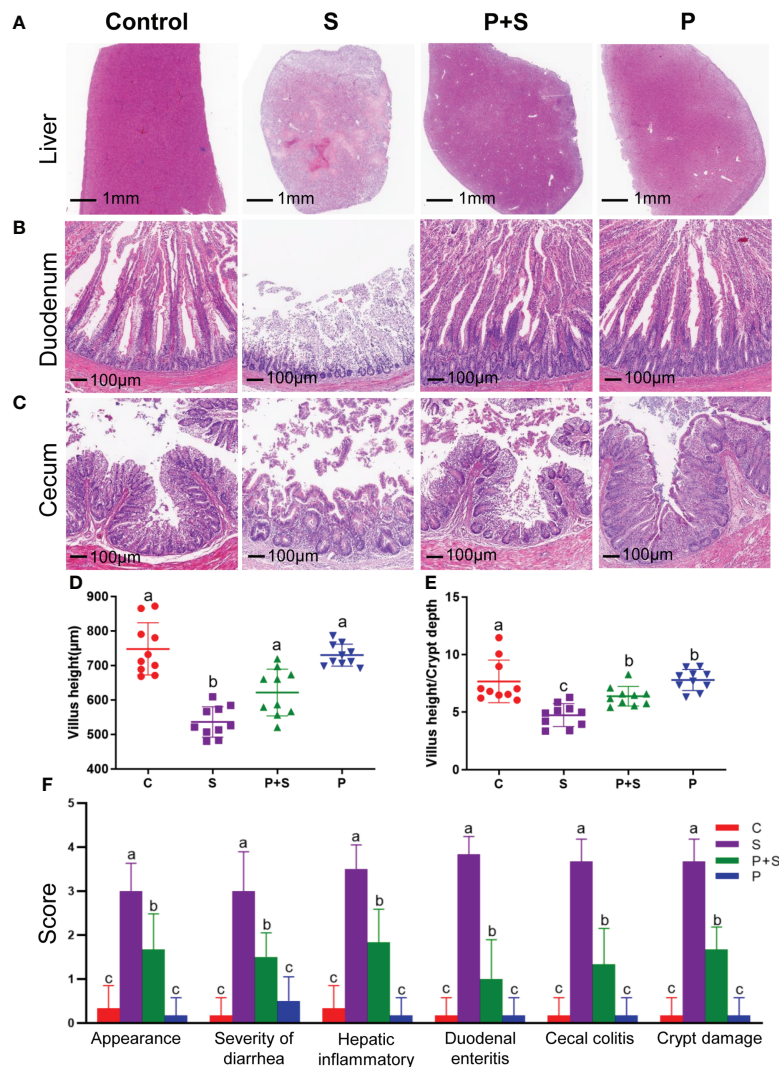 A Control S P+S P
Liver
1mm 1mm 1mm 1mm
B
Duodenum
100μm 100μm 100μm 100μm
C
Cecum
100μm 100μm 100μm 100μm
D
900
800
700
600
500
400
Villus height(μm)
a b a a
C S P+S P
E
15
10
5
0
Villus height/Crypt depth
a c b b
C S P+S P
F
5
4
3
2
1
0
Score
c a b c c a b c c a b c c a b c c a b c c a b c
C
S
P+S
P
Appearance Severity of Hepatic Duodenal Cecal colitis Crypt damage
diarrhea inflammatory enteritis